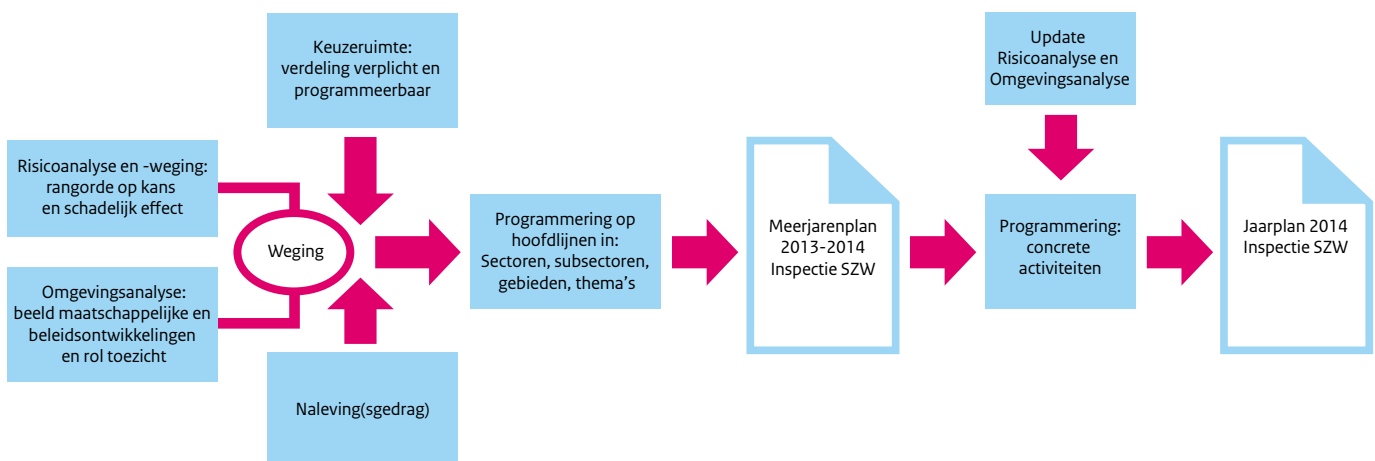 Keuzeruimte:
verdeling verplicht en
programmeerbaar
Risicoanalyse en -weging:
rangorde op kans
en schadelijk effect
Weging
Omgevingsanalyse:
beeld maatschappelijke en
beleidsontwikkelingen
en rol toezicht
Naleving(sgedrag)
Programmering op
hoofdlijnen in:
Sectoren, subsectoren,
gebieden, thema’s
Meerjarenplan
2013-2014
Inspectie SZW
Update
Risicoanalyse en
Omgevingsanalyse
Programmering:
concrete
activiteiten
Jaarplan 2014
Inspectie SZW